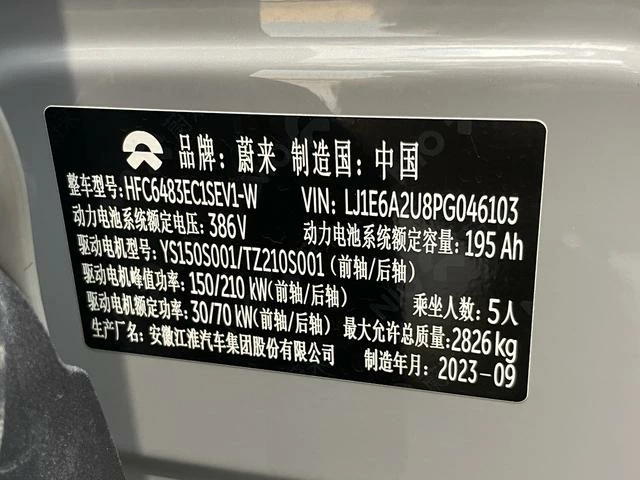 品牌: 蔚来 制造国: 中国
整车型号: HFC6483EC1SEV1-W VIN: LJ1E6A2U8PG046103
动力电池系统额定电压: 386V 动力电池系统额定容量: 195 Ah
驱动电机型号: YS150S001/TZ210S001 (前轴/后轴)
驱动电机峰值功率: 150/210 kW(前轴/后轴) 乘坐人数: 5人
驱动电机额定功率: 30/70 kW(前轴/后轴) 最大允许总质量: 2826kg
生产厂名: 安徽江淮汽车集团股份有限公司 制造年月: 2023-09